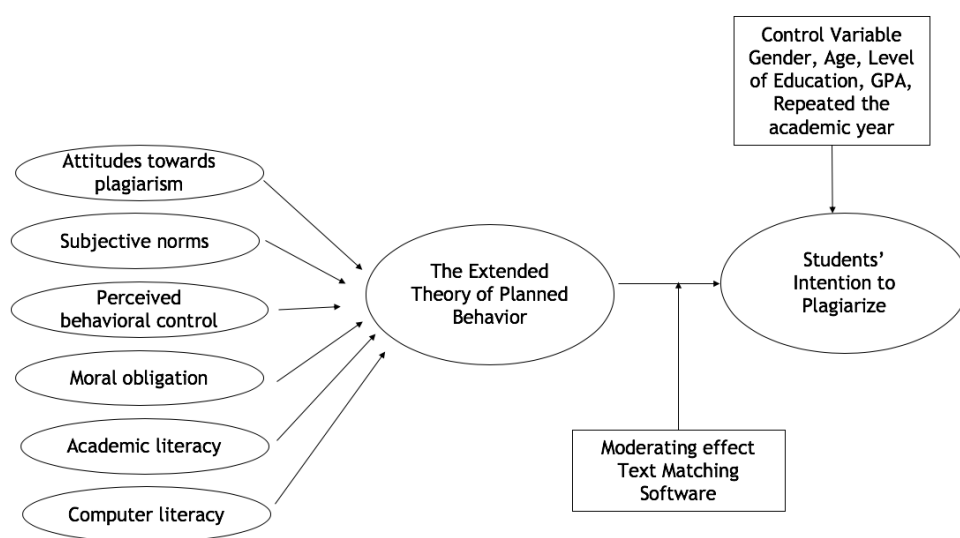 Control Variable
Gender, Age, Level
of Education, GPA,
Repeated the
academic year
Attitudes towards
plagiarism
Subjective norms
Perceived
behavioral control
Moral obligation
Academic literacy
Computer literacy
The Extended
Theory of Planned
Behavior
Students’
Intention to
Plagiarize
Moderating effect
Text Matching
Software